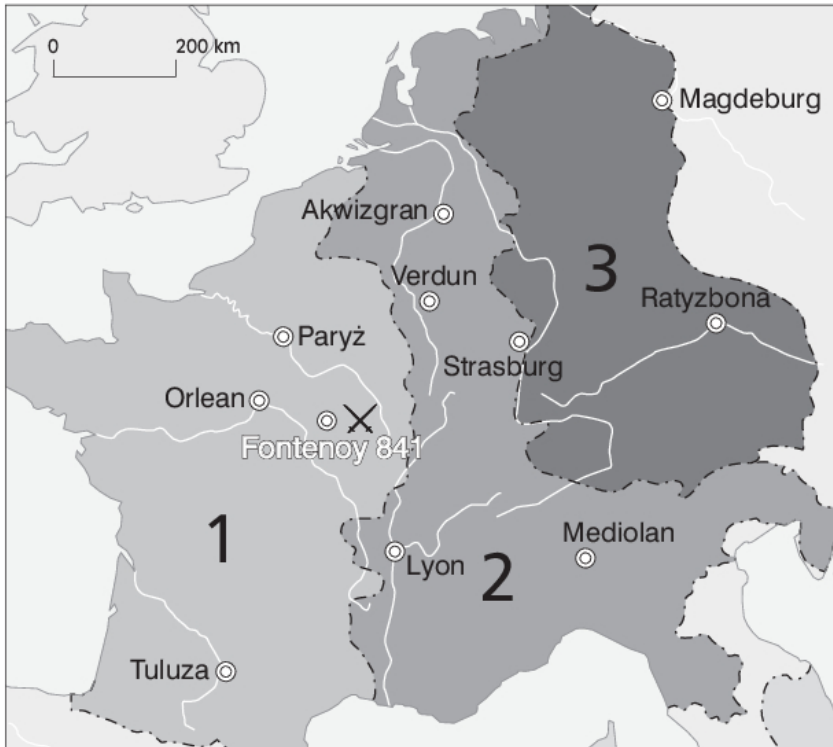 0 200 km
Magdeburg
Akwizgran
Verdun
3
Ratyzbona
Paryż
Strasburg
Orlean
Fontenoy 841
1
Mediolan
Lyon
2
Tuluza